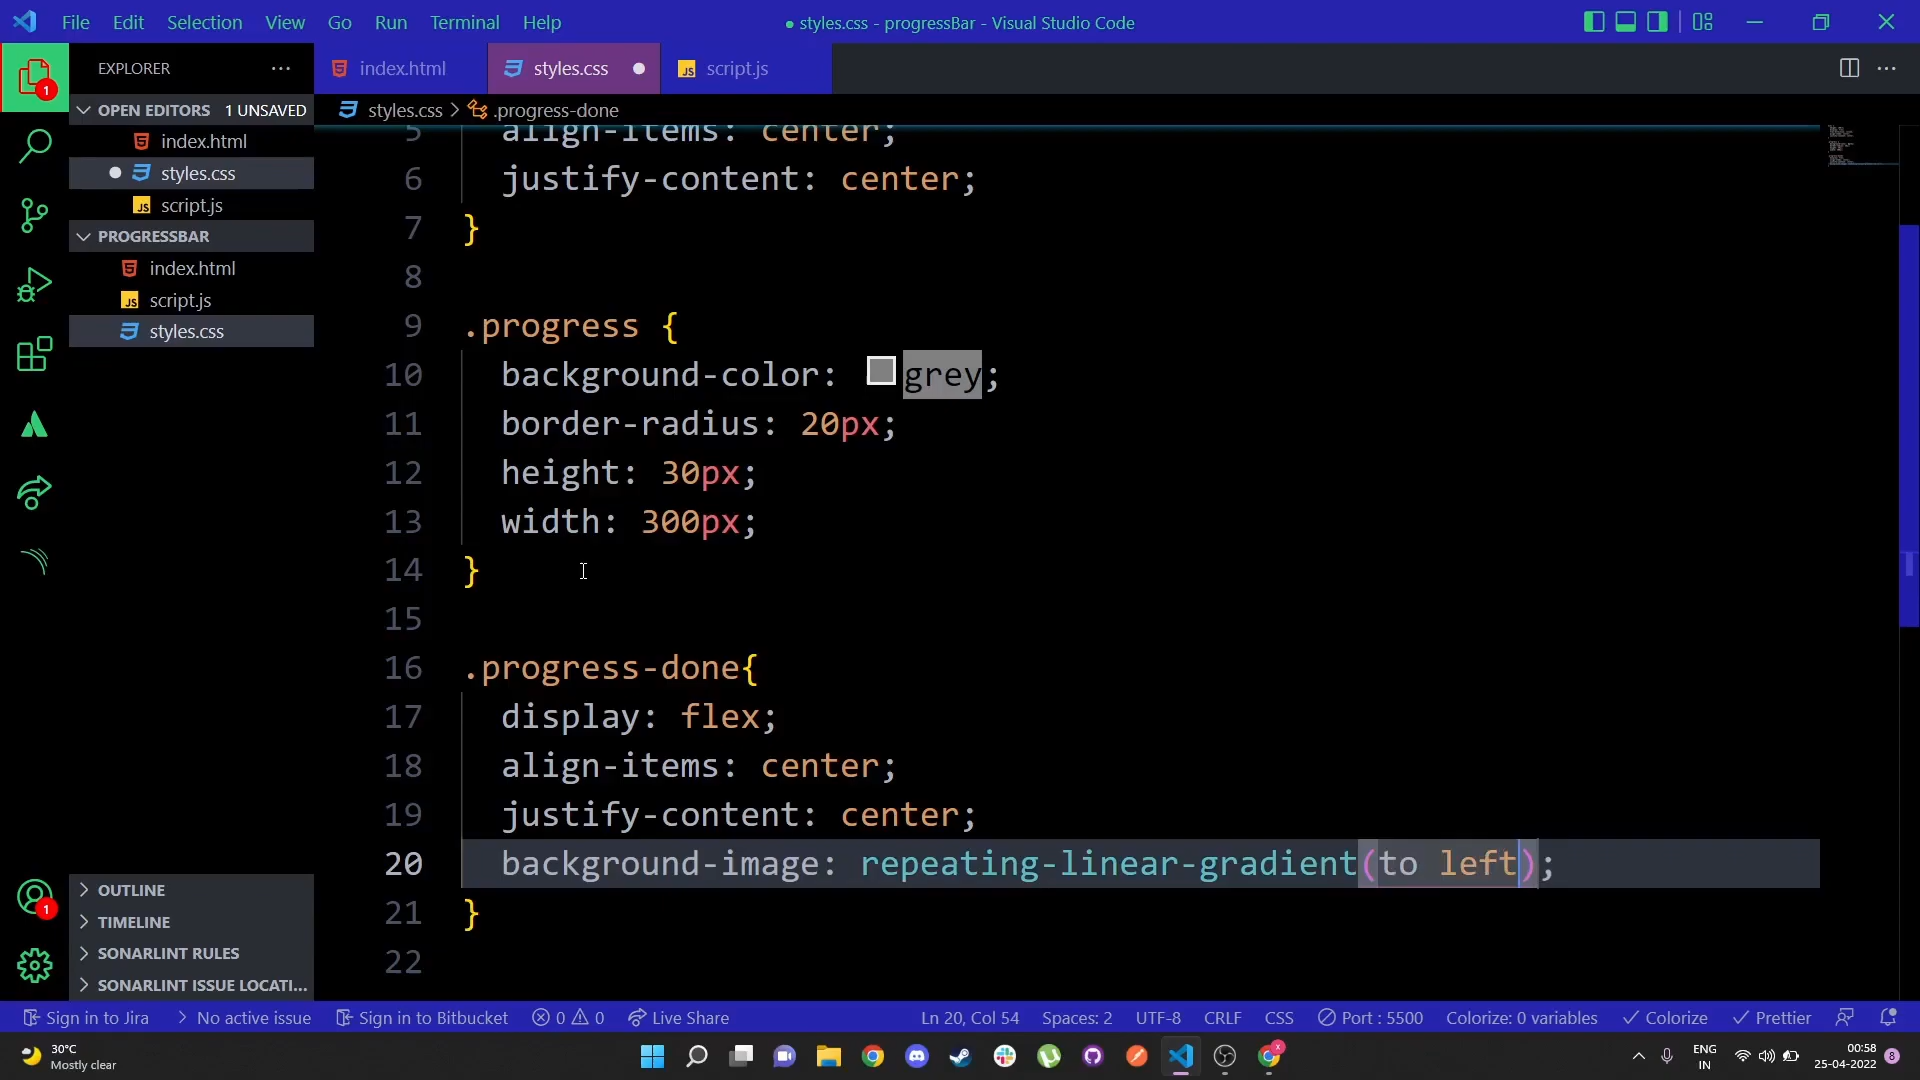 File Edit Selection View Go Run Terminal Help
● styles.css - progressBar - Visual Studio Code
EXPLORER ···
index.html
styles.css ●
script.js
OPEN EDITORS 1 UNSAVED
index.html
styles.css
script.js
PROGRESSBAR
index.html
script.js
styles.css
OUTLINE
TIMELINE
SONARLINT RULES
SONARLINT ISSUE LOCATI...
1
1
styles.css > .progress-done
5 align-items: center;
6 justify-content: center;
7 }
8
9 .progress {
10 background-color: grey;
11 border-radius: 20px;
12 height: 30px;
13 width: 300px;
14 }
15
16 .progress-done{
17 display: flex;
18 align-items: center;
19 justify-content: center;
20 background-image: repeating-linear-gradient(to left);
21 }
22
Sign in to Jira > No active issue Sign in to Bitbucket 0 0 Live Share Ln 20, Col 54 Spaces: 2 UTF-8 CRLF CSS Port : 5500 Colorize: 0 variables Colorize Prettier
30°C
Mostly clear
ENG
IN
00:58
25-04-2022
8